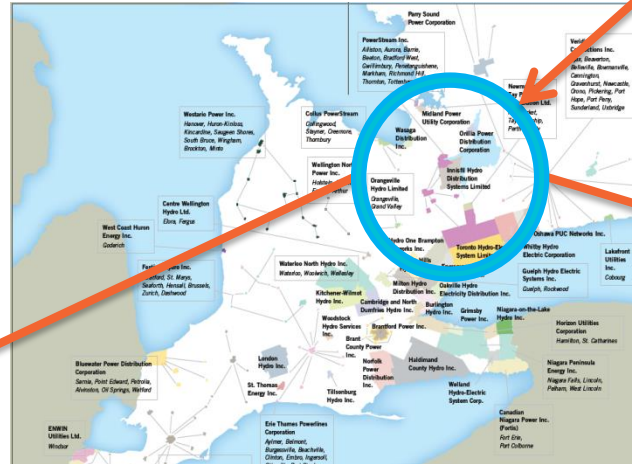 Parry Sound
Power Corporation
PowerStream Inc.
Alliston, Aurora, Barrie,
Beeton, Bradford West,
Gwillimbury, Penetanguishene,
Markham, Richmond Hill,
Thornton, Tottenham
Inc.
Beaverton,
Belleville, Bowmanville,
Cannington,
Gravenhurst, Newcastle,
Orono, Pickering, Port
Hope, Port Perry,
Sunderland, Uxbridge
Midland Power
Utility Corporation
Ltd.
Westario Power Inc.
Hanover, Huron-Kinloss,
Kincardine, Saugeen Shores,
South Bruce, Wingham,
Brockton, Minto
Collus PowerStream
Collingwood,
Stayner, Creemore,
Thornbury
Wasaga
Distribution
Inc.
Orillia Power
Distribution
Corporation
Wellington
Power Inc.
Innisfil Hydro
Distribution
Systems Limited
Orangeville
Hydro Limited
Orangeville,
Grand Valley
Centre Wellington
Hydro Ltd.
Elora, Fergus
West Coast Huron
Energy Inc.
Goderich
Inc.
St. Marys,
Seaforth, Hensall, Brussels,
Zurich, Dashwood
Waterloo North Hydro Inc.
Waterloo, Woolwich, Wellesley
One Brampton
Inc.
Toronto
System
Oshawa PUC Networks Inc.
Whitby Hydro
Electric Corporation
Lakefront
Utilities
Inc.
Cobourg
Guelph Hydro Electric
Systems Inc.
Guelph, Rockwood
Milton Hydro
Distribution Inc.
Oakville Hydro
Electricity Distribution Inc.
Kitchener-Wilmot
Hydro Inc.
Cambridge and North
Dumfries Hydro Inc.
Burlington
Hydro Inc.
Grimsby
Power Inc.
Niagara-on-the-Lake
Hydro Inc.
Woodstock
Hydro Services
Inc.
Brantford Power Inc.
Brant
County Power
Inc.
Horizon Utilities
Corporation
Hamilton, St. Catharines
London
Hydro Inc.
Norfolk
Power
Distribution
Inc.
Haldimand
County Hydro Inc.
Niagara Peninsula
Energy Inc.
Niagara Falls, Lincoln,
Pelham, West Lincoln
Bluewater Power Distribution
Corporation
Sarnia, Point Edward, Petrolia,
Alvinston, Oil Springs, Watford
St. Thomas
Energy Inc.
Tillsonburg
Hydro Inc.
Welland
Hydro-Electric
System Corp.
Canadian
Niagara Power Inc.
(Fortis)
Fort Erie,
Port Colborne
ENWIN
Utilities Ltd.
Windsor
Erie Thames Powerlines
Corporation
Aylmer, Belmont,
Burgessville, Beachville,
Clinton, Embro, Ingersoll,